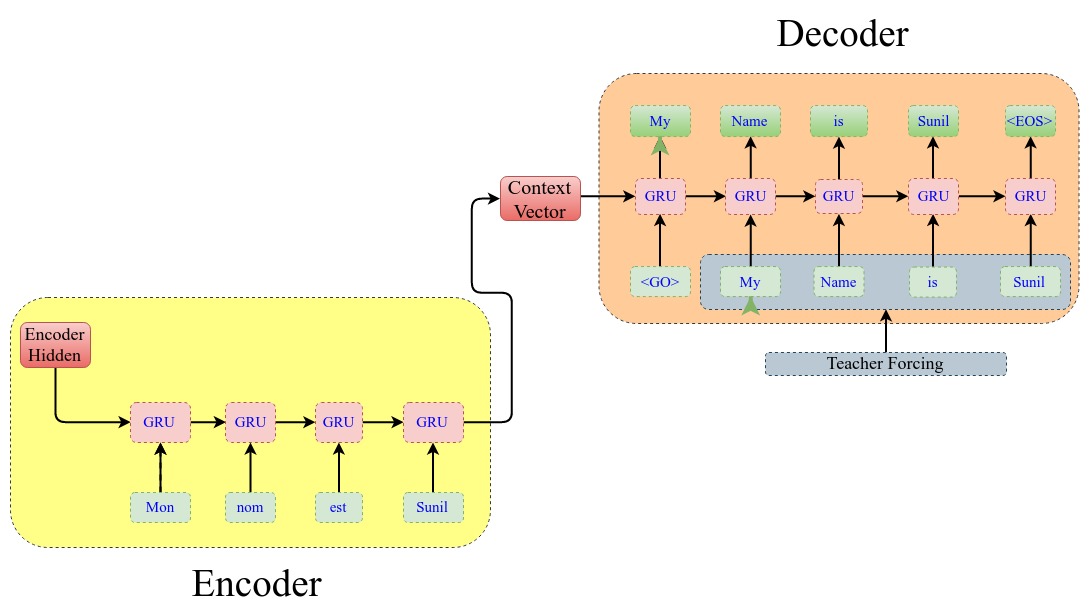 Decoder
My Name is Sunil <EOS>
Context
Vector
GRU GRU GRU GRU GRU
<GO> My Name is Sunil
Teacher Forcing
Encoder
Hidden
GRU GRU GRU GRU
Mon nom est Sunil
Encoder